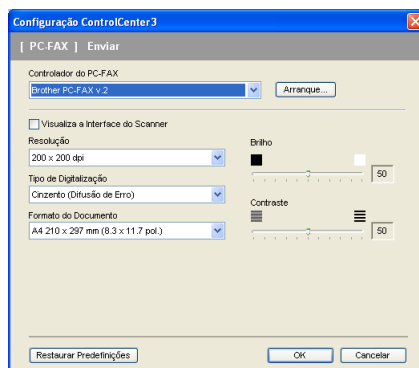 Configuração ControlCenter3
[ PC-FAX ] Enviar
Controlador do PC-FAX
Brother PC-FAX v.2
Arranque...
Visualiza a Interface do Scanner
Resolução
200 x 200 dpi
Tipo de Digitalização
Cinzento (Difusão de Erro)
Formato do Documento
A4 210 x 297 mm (8.3 x 11.7 pol.)
Brilho
50
Contraste
50
Restaurar Predefinições
OK
Cancelar